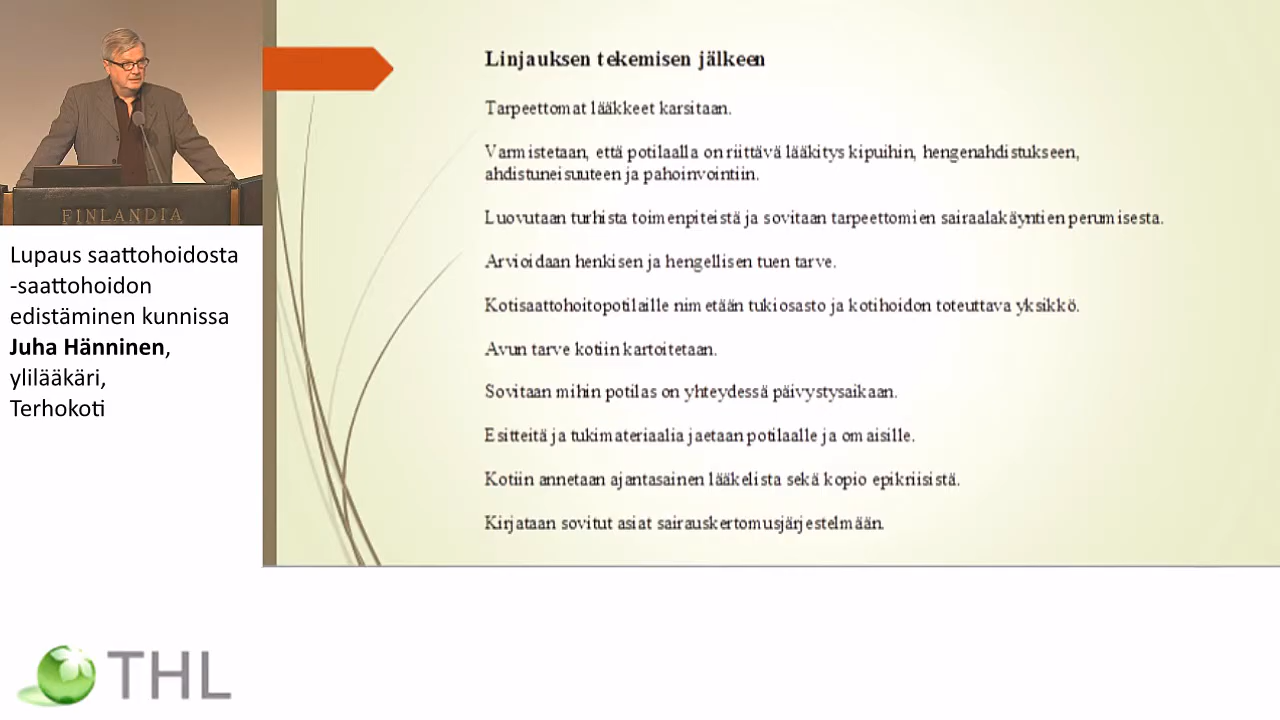 FINLANDIA
Lupaus saattohoidosta
-saattohoidon
edistäminen kunnissa
Juha Hänninen,
ylilääkäri,
Terhokoti
Linjauksen tekemisen jälkeen
Tarpeettomat lääkkeet karsitaan.
Varmistetaan, että potilaalla on riittävä lääkitys kipuihin, hengenahdistukseen,
ahdistuneisuuteen ja pahoinvointiin.
Luovutaan turhista toimenpiteistä ja sovitaan tarpeettomien sairaalakäyntien perumisesta.
Arvioidaan henkisen ja hengellisen tuen tarve.
Kotisaattohoitopotilaille nimetään tukiosasto ja kotihoidon toteuttava yksikkö.
Avun tarve kotiin kartoitetaan.
Sovitaan mihin potilas on yhteydessä päivystysaikaan.
Esitteitä ja tukimateriaalia jaetaan potilaalle ja omaisille.
Kotiin annetaan ajantasainen lääkelista sekä kopio epikriisistä.
Kirjataan sovitut asiat sairauskertomusjärjestelmään.
THL